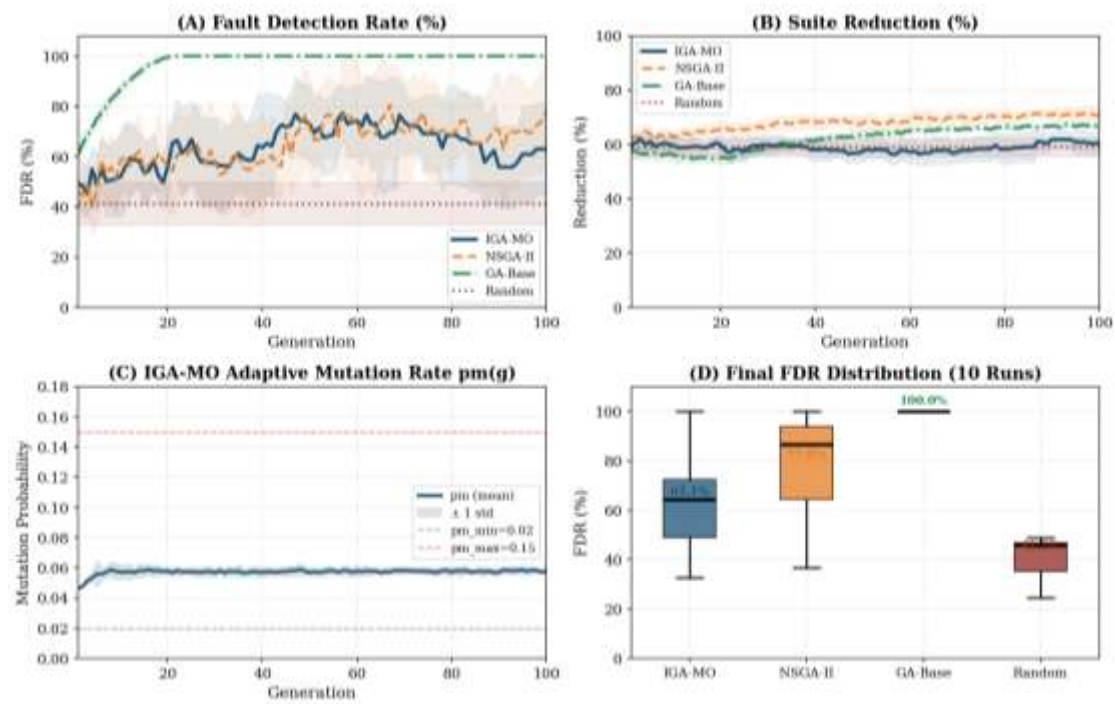 (A) Fault Detection Rate (%)
FDR (%)
100
80
60
40
20
0
20
40
60
80
100
Generation
IGA-MO
NSGA-II
GA-Base
Random
(B) Suite Reduction (%)
Reduction (%)
100
80
60
40
20
0
20
40
60
80
100
Generation
IGA-MO
NSGA-II
GA-Base
Random
(C) IGA-MO Adaptive Mutation Rate pm(g)
Mutation Probability
0.18
0.16
0.14
0.12
0.10
0.08
0.06
0.04
0.02
0.00
20
40
60
80
100
Generation
pm (mean)
± 1 std
pm_min=0.02
pm_max=0.15
(D) Final FDR Distribution (10 Runs)
FDR (%)
100
80
60
40
20
0
100.0%
IGA-MO
NSGA-II
GA-Base
Random